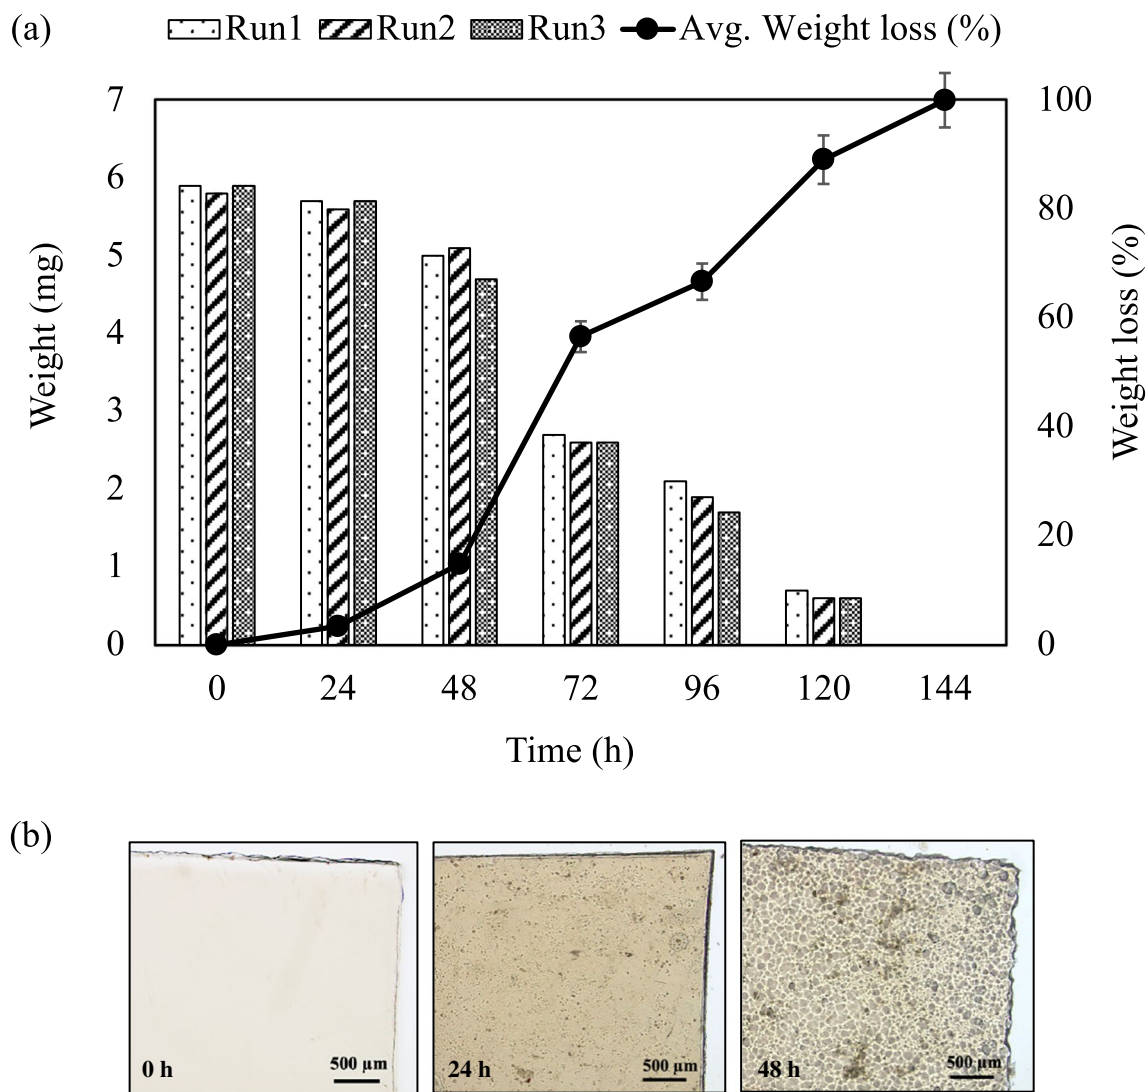 (a)
Run1 Run2 Run3 Avg. Weight loss (%)
7
6
5
4
3
2
1
0
Weight (mg)
100
80
60
40
20
0
Weight loss (%)
0 24 48 72 96 120 144
Time (h)
(b)
0 h 500 µm
24 h 500 µm
48 h 500 µm